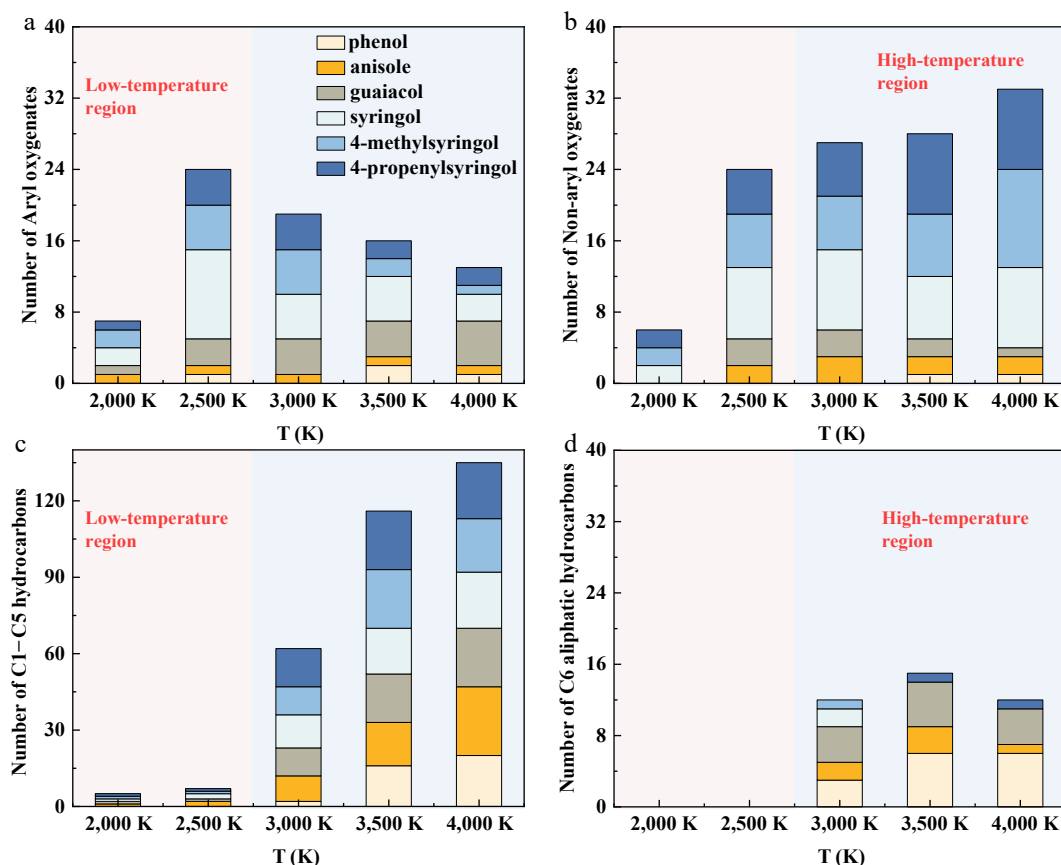 a
40
32
24
16
8
0
Number of Aryl oxygenates
Low-temperature
region
phenol
anisole
guaiacol
syringol
4-methylsyringol
4-propenylsyringol
2,000 K 2,500 K 3,000 K 3,500 K 4,000 K
T (K)
b
40
32
24
16
8
0
Number of Non-aryl oxygenates
High-temperature
region
2,000 K 2,500 K 3,000 K 3,500 K 4,000 K
T (K)
c
120
90
60
30
0
Number of C1−C5 hydrocarbons
Low-temperature
region
2,000 K 2,500 K 3,000 K 3,500 K 4,000 K
T (K)
d
40
32
24
16
8
0
Number of C6 aliphatic hydrocarbons
High-temperature
region
2,000 K 2,500 K 3,000 K 3,500 K 4,000 K
T (K)